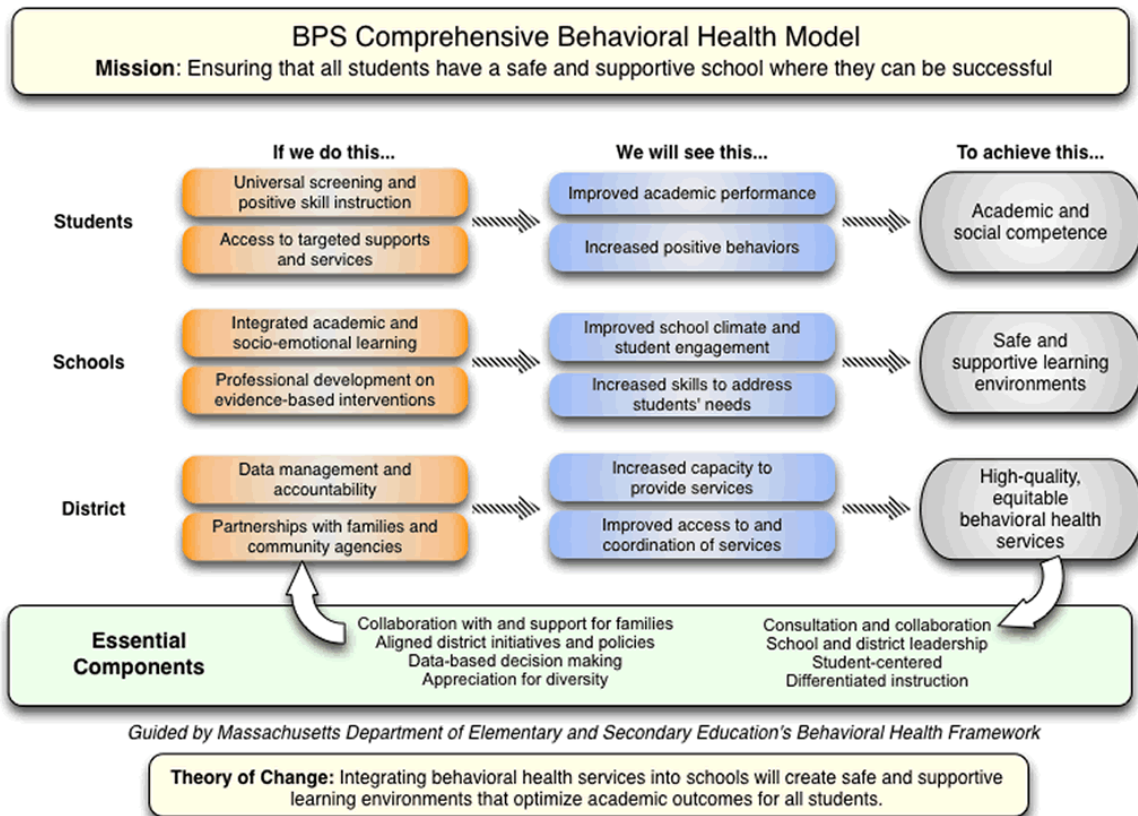 BPS Comprehensive Behavioral Health Model
Mission: Ensuring that all students have a safe and supportive school where they can be successful
If we do this...
We will see this...
To achieve this...
Students
Universal screening and
positive skill instruction
Access to targeted supports
and services
Improved academic performance
Increased positive behaviors
Academic and
social competence
Schools
Integrated academic and
socio-emotional learning
Professional development on
evidence-based interventions
Improved school climate and
student engagement
Increased skills to address
students' needs
Safe and
supportive learning
environments
District
Data management and
accountability
Partnerships with families and
community agencies
Increased capacity to
provide services
Improved access to and
coordination of services
High-quality,
equitable
behavioral health
services
Essential
Components
Collaboration with and support for families
Aligned district initiatives and policies
Data-based decision making
Appreciation for diversity
Consultation and collaboration
School and district leadership
Student-centered
Differentiated instruction
Guided by Massachusetts Department of Elementary and Secondary Education's Behavioral Health Framework
Theory of Change: Integrating behavioral health services into schools will create safe and supportive
learning environments that optimize academic outcomes for all students.